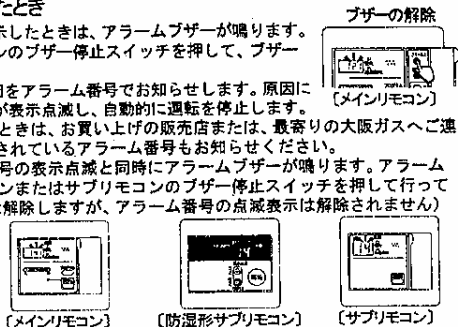 たとき
ブザーの解除
示したときは、アラームブザーが鳴ります。
ンのブザー停止スイッチを押して、ブザー
因をアラーム番号でお知らせします。原因に
が表示点滅し、自動的に運転を停止します。
〔メインリモコン〕
ときは、お買い上げの販売店または、最寄りの大阪ガスへご連
されているアラーム番号もお知らせください。
号の表示点滅と同時にアラームブザーが鳴ります。アラーム
ンまたはサブリモコンのブザー停止スイッチを押して行って
は解除しますが、アラーム番号の点滅表示は解除されません)
〔メインリモコン〕
〔防湿形サブリモコン〕
〔サブリモコン〕